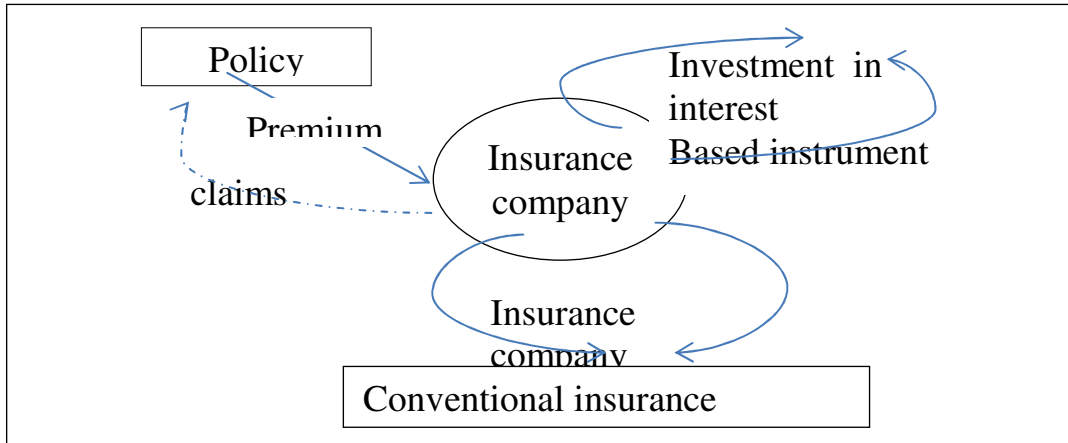 Policy
Premium
claims
Investment in
interest
Based instrument
Insurance
company
Insurance
company
Conventional insurance